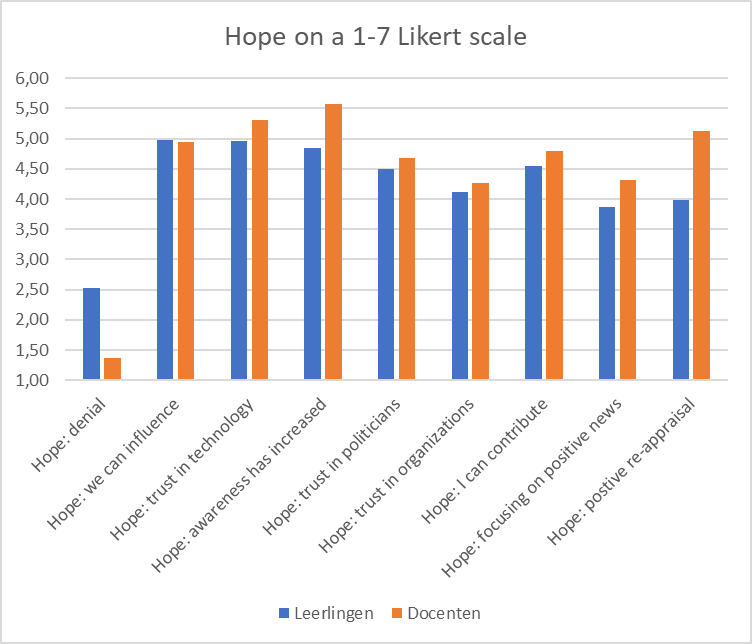 Hope on a 1-7 Likert scale
6,00
5,50
5,00
4,50
4,00
3,50
3,00
2,50
2,00
1,50
1,00
Hope: denial
Hope: we can influence
Hope: trust in technology
Hope: awareness has increased
Hope: trust in politicians
Hope: trust in organizations
Hope: I can contribute
Hope: focusing on positive news
Hope: postive re-appraisal
Leerlingen
Docenten